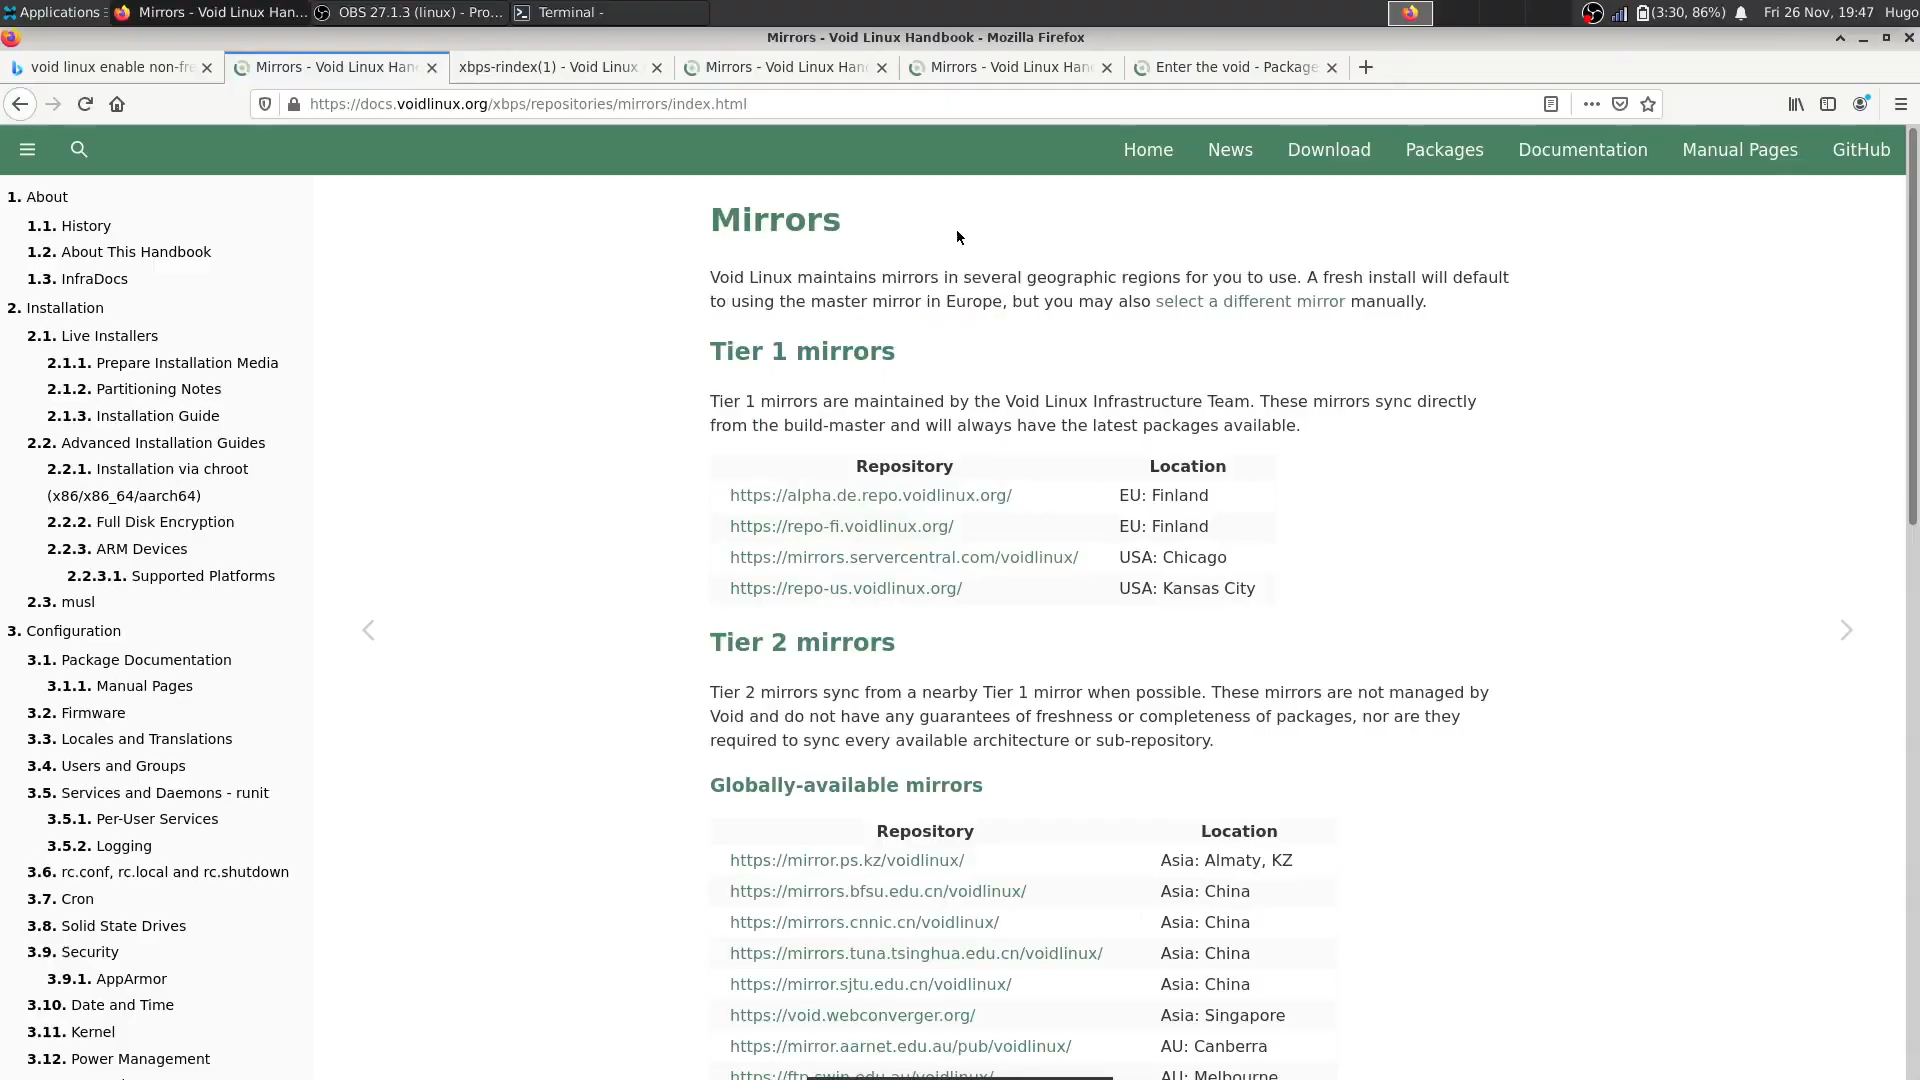 Applications
Mirrors - Void Linux Han...
OBS 27.1.3 (linux) - Pro...
Terminal -
(3:30, 86%)
Fri 26 Nov, 19:47
Hugo
Mirrors - Void Linux Handbook - Mozilla Firefox
void linux enable non-fre
Mirrors - Void Linux Han
xbps-rindex(1) - Void Linux
Mirrors - Void Linux Han
Mirrors - Void Linux Han
Enter the void - Package
https://docs.voidlinux.org/xbps/repositories/mirrors/index.html
Home News Download Packages Documentation Manual Pages GitHub
1. About
1.1. History
1.2. About This Handbook
1.3. InfraDocs
2. Installation
2.1. Live Installers
2.1.1. Prepare Installation Media
2.1.2. Partitioning Notes
2.1.3. Installation Guide
2.2. Advanced Installation Guides
2.2.1. Installation via chroot
(x86/x86_64/aarch64)
2.2.2. Full Disk Encryption
2.2.3. ARM Devices
2.2.3.1. Supported Platforms
2.3. musl
3. Configuration
3.1. Package Documentation
3.1.1. Manual Pages
3.2. Firmware
3.3. Locales and Translations
3.4. Users and Groups
3.5. Services and Daemons - runit
3.5.1. Per-User Services
3.5.2. Logging
3.6. rc.conf, rc.local and rc.shutdown
3.7. Cron
3.8. Solid State Drives
3.9. Security
3.9.1. AppArmor
3.10. Date and Time
3.11. Kernel
3.12. Power Management
Mirrors
Void Linux maintains mirrors in several geographic regions for you to use. A fresh install will default
to using the master mirror in Europe, but you may also select a different mirror manually.
Tier 1 mirrors
Tier 1 mirrors are maintained by the Void Linux Infrastructure Team. These mirrors sync directly
from the build-master and will always have the latest packages available.
Repository Location
https://alpha.de.repo.voidlinux.org/ EU: Finland
https://repo-fi.voidlinux.org/ EU: Finland
https://mirrors.servercentral.com/voidlinux/ USA: Chicago
https://repo-us.voidlinux.org/ USA: Kansas City
Tier 2 mirrors
Tier 2 mirrors sync from a nearby Tier 1 mirror when possible. These mirrors are not managed by
Void and do not have any guarantees of freshness or completeness of packages, nor are they
required to sync every available architecture or sub-repository.
Globally-available mirrors
Repository Location
https://mirror.ps.kz/voidlinux/ Asia: Almaty, KZ
https://mirrors.bfsu.edu.cn/voidlinux/ Asia: China
https://mirrors.cnnic.cn/voidlinux/ Asia: China
https://mirrors.tuna.tsinghua.edu.cn/voidlinux/ Asia: China
https://mirror.sjtu.edu.cn/voidlinux/ Asia: China
https://void.webconverger.org/ Asia: Singapore
https://mirror.aarnet.edu.au/pub/voidlinux/ AU: Canberra
https://ftp.swin.edu.au/voidlinux/ AU: Melbourne